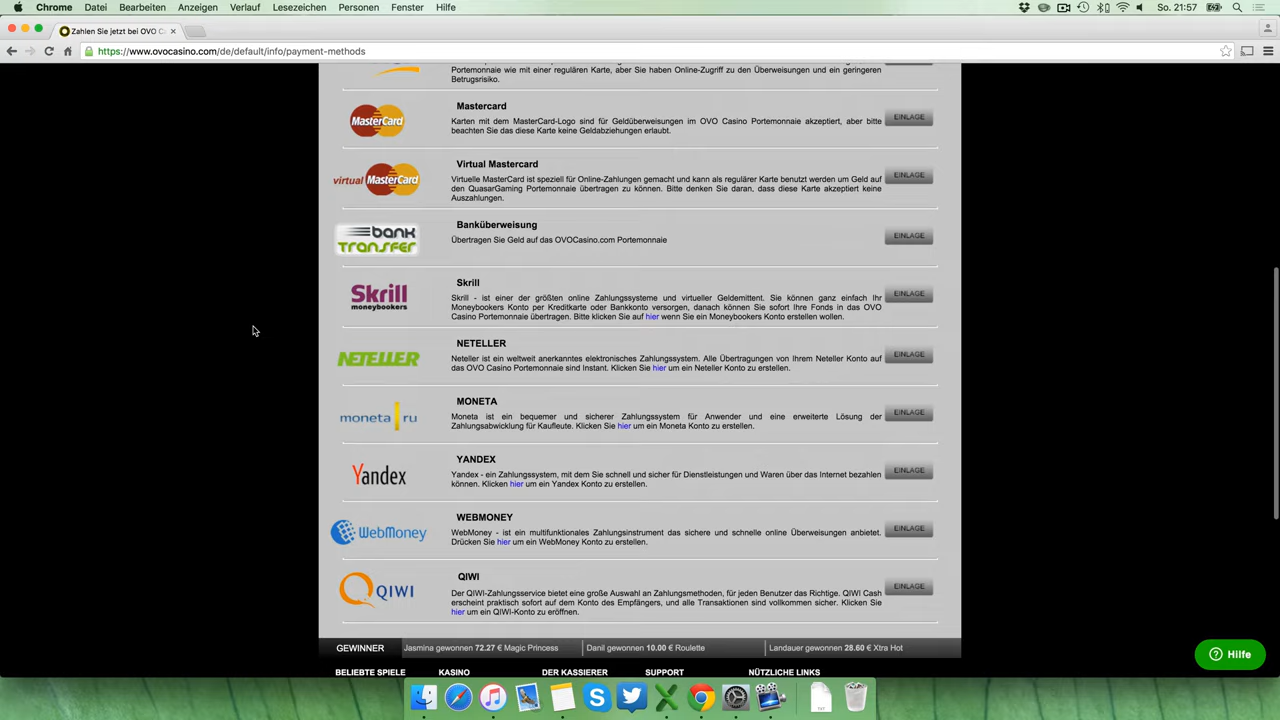 Chrome Datei Bearbeiten Anzeigen Verlauf Lesezeichen Personen Fenster Hilfe So. 21:57
Zahlen Sie jetzt bei OVO C
https://www.ovocasino.com/de/default/info/payment-methods
Portemonnaie wie mit einer regulären Karte, aber Sie haben Online-Zugriff zu den Überweisungen und ein geringeren
Betrugsrisiko.
MasterCard
Mastercard
Karten mit dem MasterCard-Logo sind für Geldüberweisungen im OVO Casino Portemonnaie akzeptiert, aber bitte
beachten Sie das diese Karte keine Geldabziehungen erlaubt.
EINLAGE
virtual MasterCard
Virtual Mastercard
Virtuelle MasterCard ist speziell für Online-Zahlungen gemacht und kann als regulärer Karte benutzt werden um Geld auf
den QuasarGaming Portemonnaie übertragen zu können. Bitte denken Sie daran, dass diese Karte akzeptiert keine
Auszahlungen.
EINLAGE
bank
TRANSFER
Banküberweisung
Übertragen Sie Geld auf das OVOCasino.com Portemonnaie
EINLAGE
Skrill
moneybookers
Skrill
Skrill - ist einer der größten online Zahlungssysteme und virtueller Geldemittent. Sie können ganz einfach Ihr
Moneybookers Konto per Kreditkarte oder Bankkonto versorgen, danach können Sie sofort Ihre Fonds in das OVO
Casino Portemonnaie übertragen. Bitte klicken Sie auf hier wenn Sie ein Moneybookers Konto erstellen wollen.
EINLAGE
NETELLER
NETELLER
Neteller ist ein weltweit anerkanntes elektronisches Zahlungssystem. Alle Übertragungen von Ihrem Neteller Konto auf
das OVO Casino Portemonnaie sind Instant. Klicken Sie hier um ein Neteller Konto zu erstellen.
EINLAGE
moneta ru
MONETA
Moneta ist ein bequemer und sicherer Zahlungssystem für Anwender und eine erweiterte Lösung der
Zahlungsabwicklung für Kaufleute. Klicken Sie hier um ein Moneta Konto zu erstellen.
EINLAGE
Yandex
YANDEX
Yandex - ein Zahlungssystem, mit dem Sie schnell und sicher für Dienstleistungen und Waren über das Internet bezahlen
können. Klicken hier um ein Yandex Konto zu erstellen.
EINLAGE
WebMoney
WEBMONEY
WebMoney - ist ein multifunktionales Zahlungsinstrument das sichere und schnelle online Überweisungen anbietet.
Drücken Sie hier um ein WebMoney Konto zu erstellen.
EINLAGE
QIWI
QIWI
Der QIWI-Zahlungsservice bietet eine große Auswahl an Zahlungsmethoden, für jeden Benutzer das Richtige. QIWI Cash
erscheint praktisch sofort auf dem Konto des Empfängers, und alle Transaktionen sind vollkommen sicher. Klicken Sie
hier um ein QIWI-Konto zu eröffnen.
EINLAGE
GEWINNER Jasmina gewonnen 72.27 € Magic Princess Danil gewonnen 10.00 € Roulette Landauer gewonnen 28.60 € Xtra Hot
BELIEBTE SPIELE KASINO DER KASSIERER SUPPORT NÜTZLICHE LINKS
Hilfe